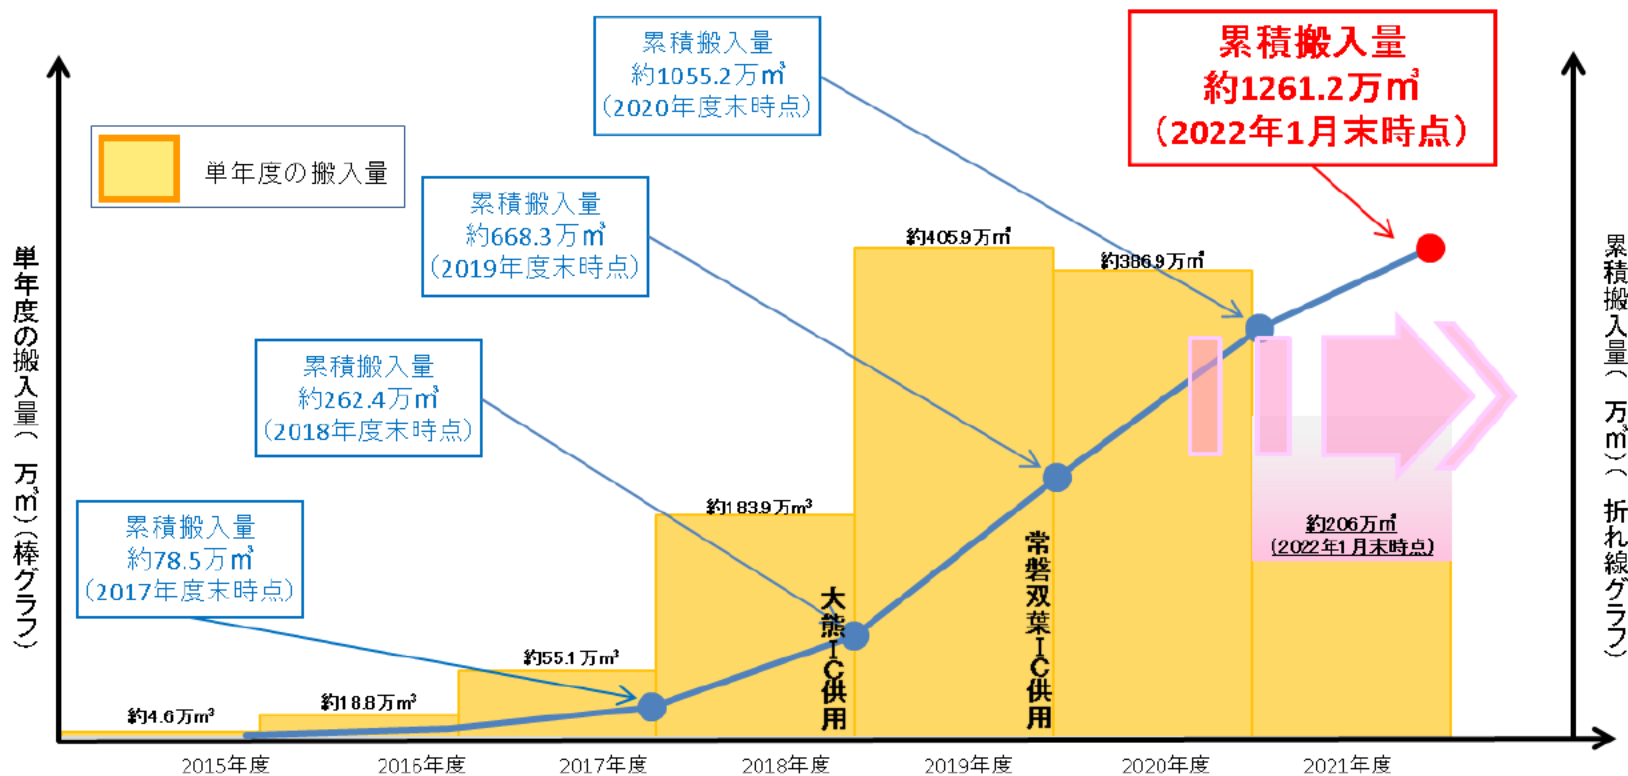 累積搬入量
約1055.2万㎥
(2020年度末時点)
累積搬入量
約1261.2万㎥
(2022年1月末時点)
単年度の搬入量
累積搬入量
約668.3万㎥
(2019年度末時点)
累積搬入量
約262.4万㎥
(2018年度末時点)
累積搬入量
約78.5万㎥
(2017年度末時点)
単年度の搬入量(万㎥)(棒グラフ)
累積搬入量(万㎥)(折れ線グラフ)
約4.6万m³
約18.8万m³
約55.1万m³
約183.9万m³
約405.9万㎥
約386.9万㎥
約206万㎥
(2022年1月末時点)
大熊IC供用
常磐双葉IC供用
2015年度
2016年度
2017年度
2018年度
2019年度
2020年度
2021年度